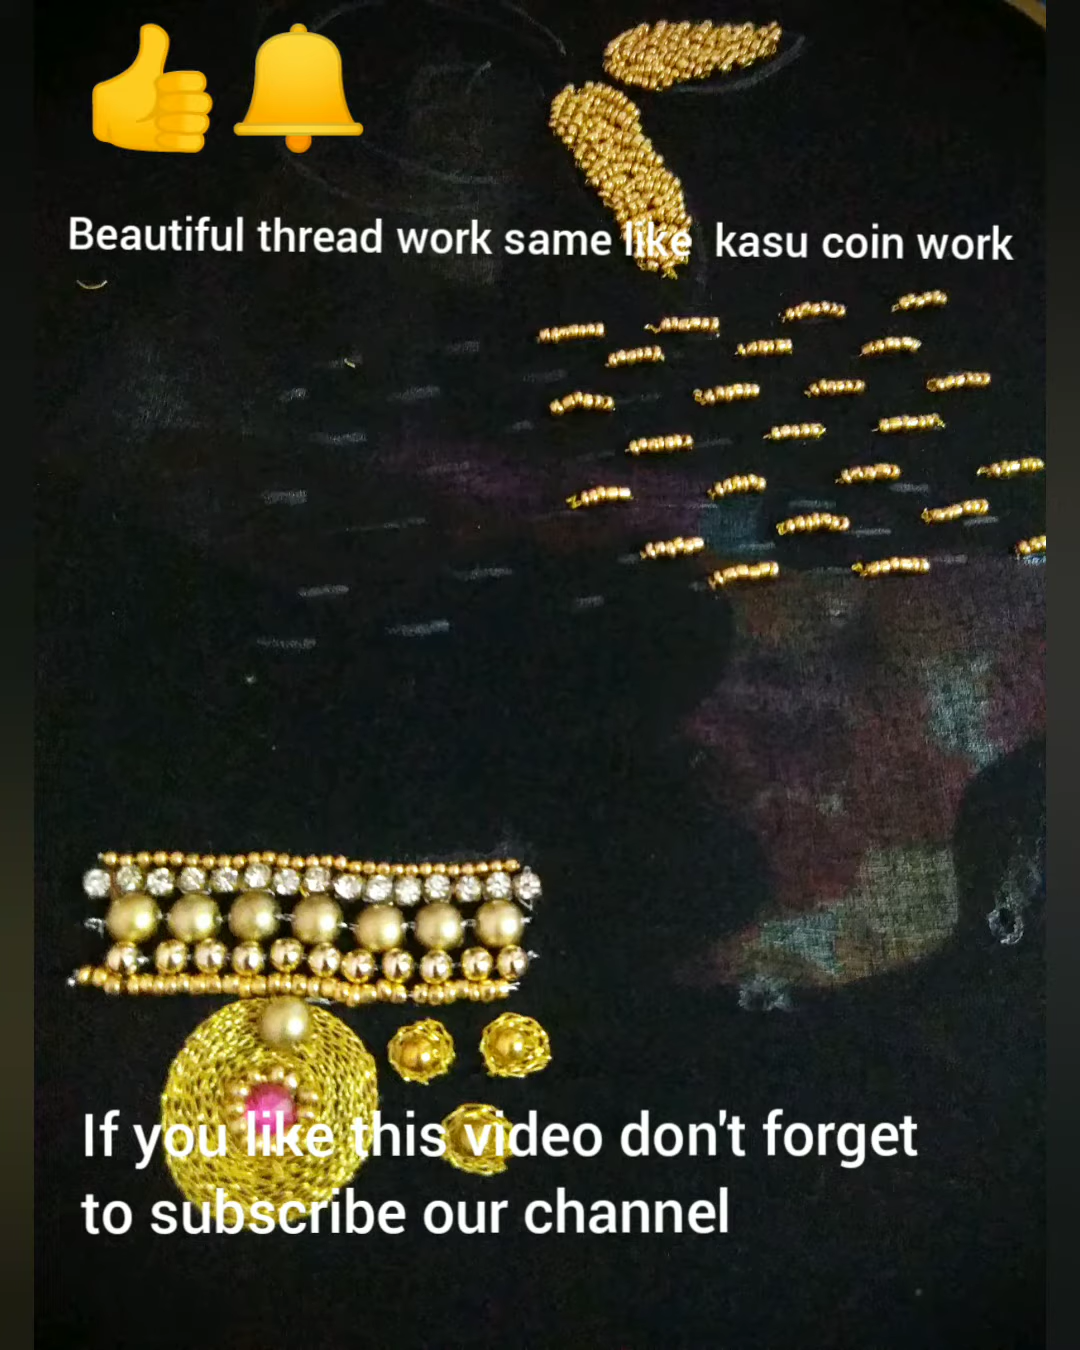 Beautiful thread work same like kasu coin work
If you like this video don't forget
to subscribe our channel